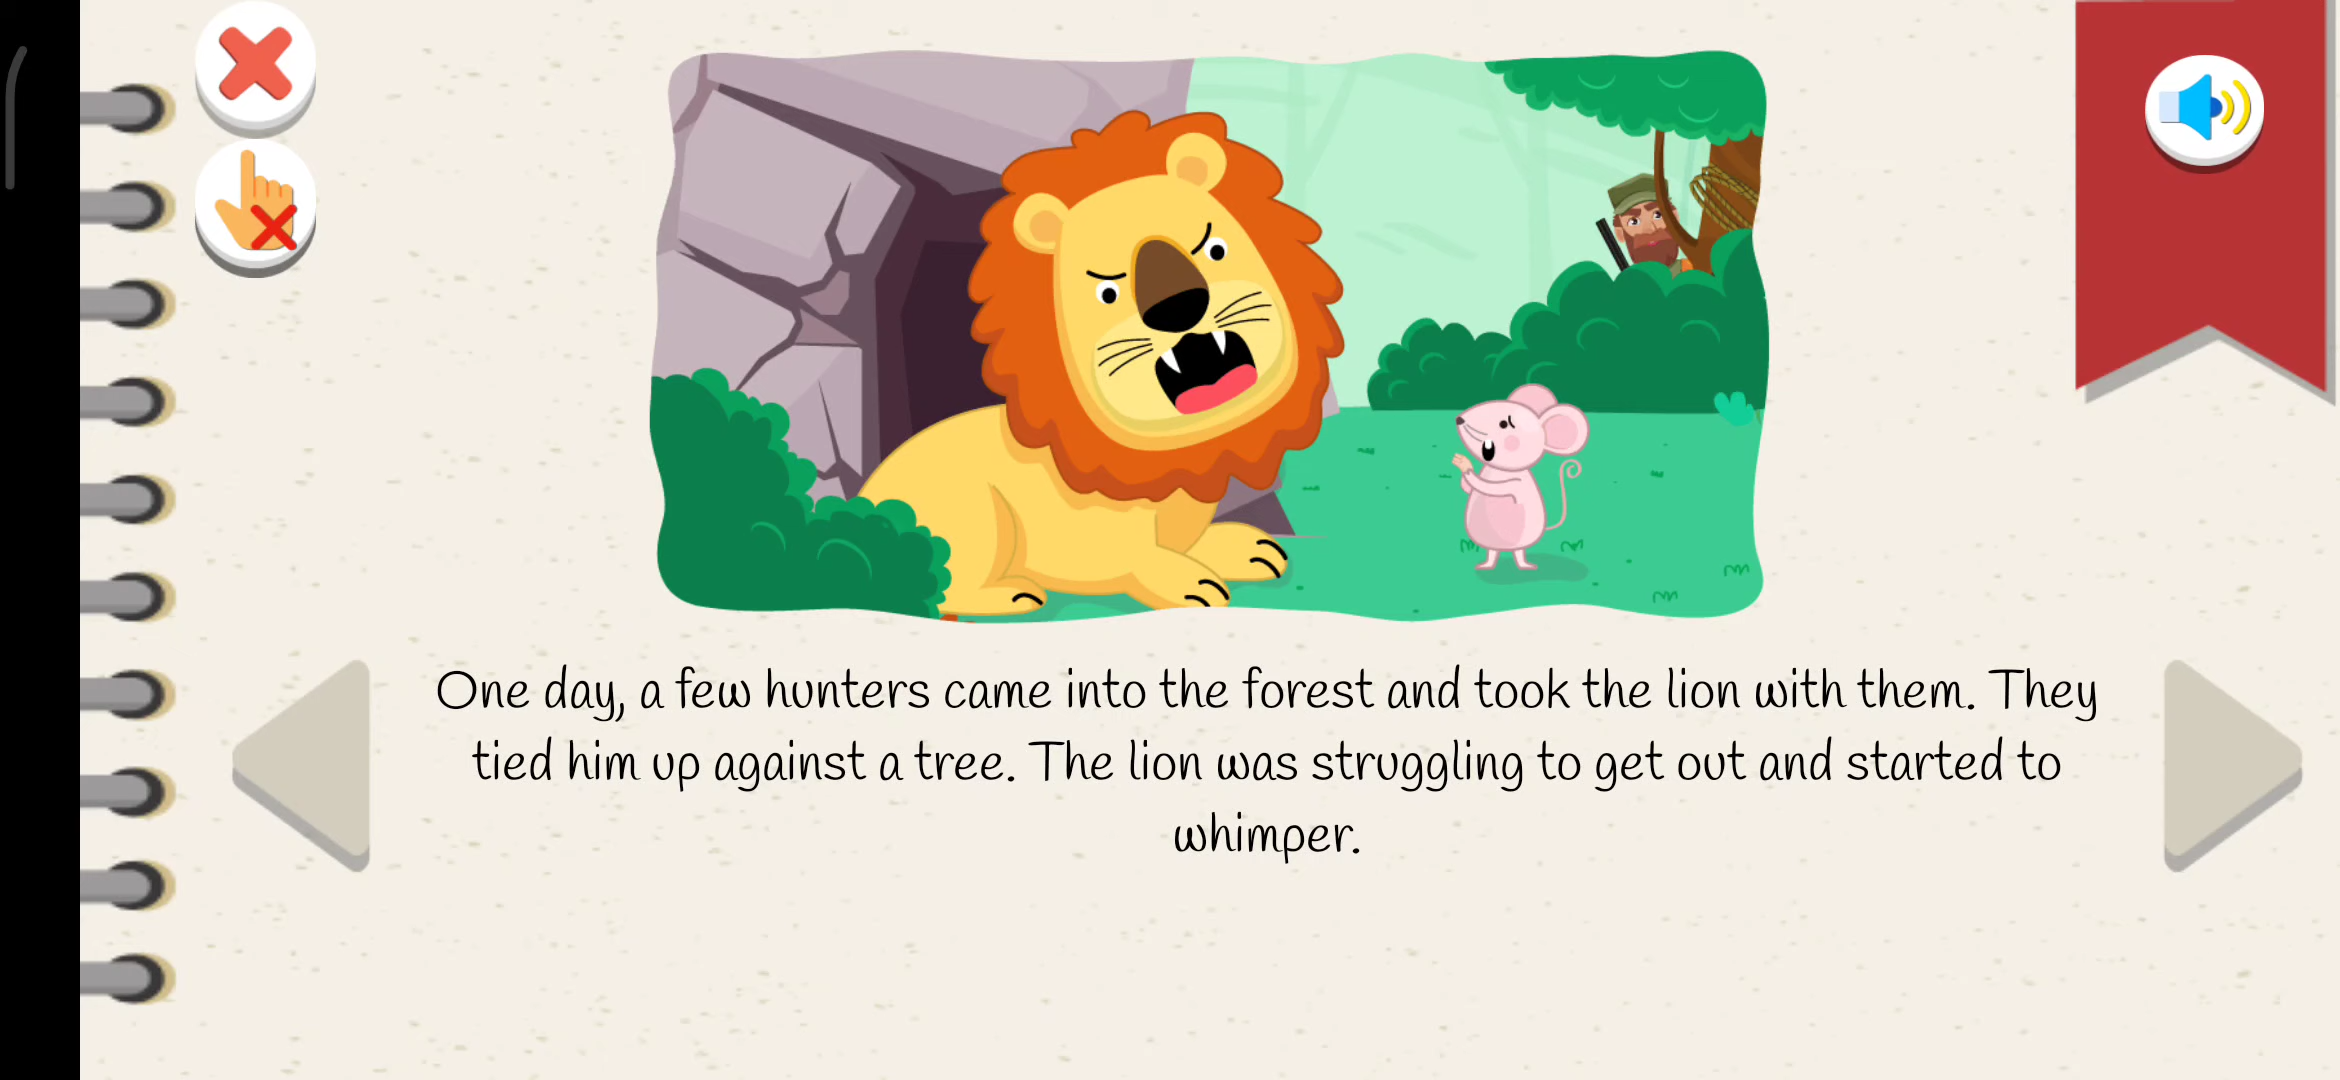 One day, a few hunters came into the forest and took the lion with them. They
tied him up against a tree. The lion was struggling to get out and started to
whimper.